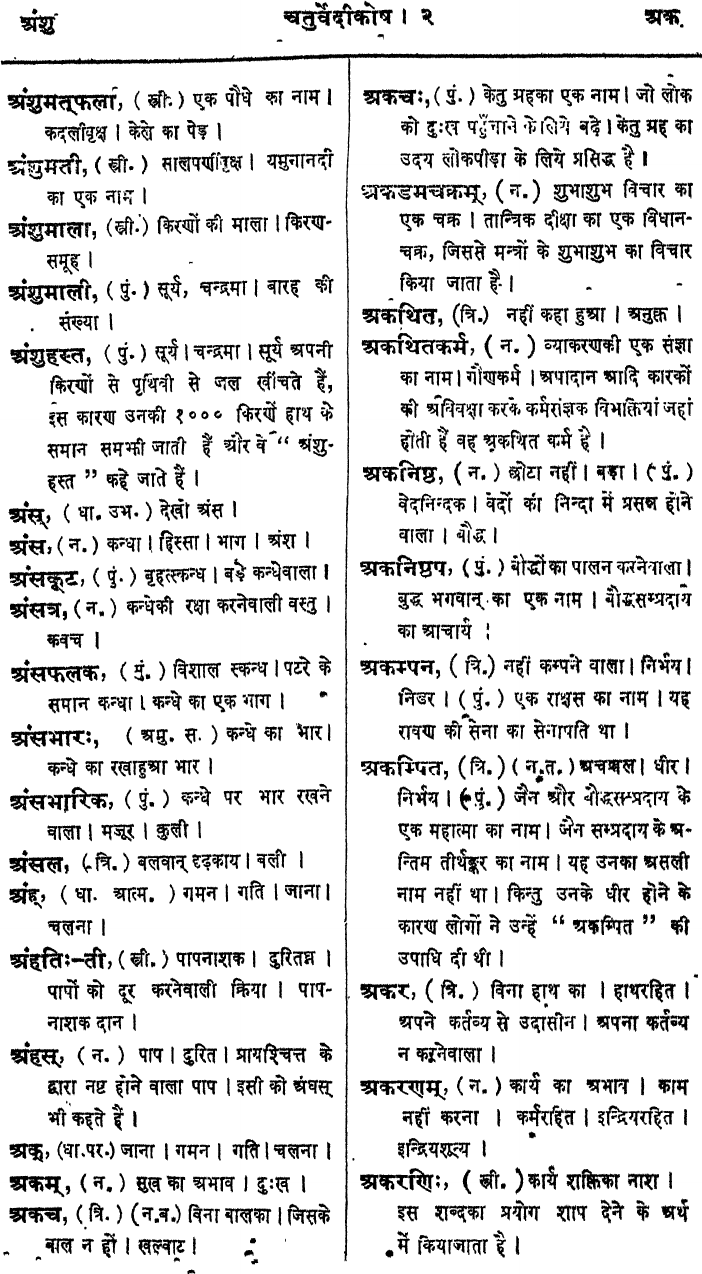 अंशु
चतुर्वेदीकोष। २
अक
अंशुमत्फला, (स्त्री.) एक पौधे का नाम।
कदलीवृक्ष। केले का पेड़।
अंशुमती, (स्त्री.) सालपर्णीवृक्ष। यमुनानदी
का एक नाम।
अंशुमाला, (स्त्री.) किरणों की माला। किरण-
समूह।
अंशुमाली, (पुं.) सूर्य, चन्द्रमा। बारह की
संख्या।
अंशुहस्त, (पुं.) सूर्य। चन्द्रमा। सूर्य अपनी
किरणों से पृथिवी से जल खींचते हैं,
इस कारण उनकी १००० किरणें हाथ के
समान समझी जाती हैं और वे “ अंशु-
हस्त ” कहे जाते हैं।
अंस्, (धा. उभ.) देखो अंस।
अंस, (न.) कन्धा। हिस्सा। भाग। अंश।
अंसकूट, (पुं.) बृहत्स्कन्ध। बड़े कन्धेवाला।
अंसत्र, (न.) कन्धेकी रक्षा करनेवाली वस्तु।
कवच।
अंसफलक, (पुं.) विशाल स्कन्ध। पटरे के
समान कन्धा। कन्धे का एक भाग।
अंसभारः, (अमु. स.) कन्धे का भार।
कन्धे का रखाहुआ भार।
अंसभारिक, (पुं.) कन्धे पर भार रखने
वाला। मजूर। कुली।
अंसल, (त्रि.) बलवान् दृढ़काय। बली।
अंह्, (धा. आत्म.) गमन। गति। जाना।
चलना।
अंहतिः-ती, (स्त्री.) पापनाशक। दुरितघ्न।
पापों को दूर करनेवाली क्रिया। पाप-
नाशक दान।
अंहस्, (न.) पाप। दुरित। प्रायश्चित्त के
द्वारा नष्ट होने वाला पाप। इसी को अंघस्
भी कहते हैं।
अक्, (धा.पर.) जाना। गमन। गति। चलना।
अकम्, (न.) सुख का अभाव। दुःख।
अकच, (त्रि.) (न.ब.) विना बालका। जिसके
बाल न हों। खल्वाट।
अकचः, (पुं.) केतु ग्रहका एक नाम। जो लोक
को दुःख पहुँचाने के लिये बढ़े। केतु ग्रह का
उदय लोकपीड़ा के लिये प्रसिद्ध है।
अकडमचक्रम्, (न.) शुभाशुभ विचार का
एक चक्र। तान्त्रिक दीक्षा का एक विधान-
चक्र, जिससे मन्त्रों के शुभाशुभ का विचार
किया जाता है।
अकथित, (त्रि.) नहीं कहा हुआ। अनुक्त।
अकथितकर्म, (न.) व्याकरणकी एक संज्ञा
का नाम। गौणकर्म। अपादान आदि कारकों
की अविवक्षा करके कर्मसंज्ञक विभक्तियां जहां
होती हैं वह अकथित कर्म है।
अकनिष्ठ, (न.) छोटा नहीं। बड़ा। (पुं.)
वेदनिन्दक। वेदों की निन्दा में प्रसन्न होने
वाला। बौद्ध।
अकनिष्ठप, (पुं.) बौद्धों का पालन करनेवाला।
बुद्ध भगवान् का एक नाम। बौद्धसम्प्रदाय
का आचार्य।
अकम्पन, (त्रि.) नहीं कम्पने वाला। निर्भय।
निडर। (पुं.) एक राक्षस का नाम। यह
रावण की सेना का सेनापति था।
अकम्पित, (त्रि.) (न.त.) अचञ्चल। धीर।
निर्भय। (पुं.) जैन और बौद्धसम्प्रदाय के
एक महात्मा का नाम। जैन सम्प्रदाय के अ-
न्तिम तीर्थङ्कर का नाम। यह उनका असली
नाम नहीं था। किन्तु उनके धीर होने के
कारण लोगों ने उन्हें “ अकम्पित ” की
उपाधि दी थी।
अकर, (त्रि.) विना हाथ का। हाथरहित।
अपने कर्तव्य से उदासीन। अपना कर्तव्य
न करनेवाला।
अकरणम्, (न.) कार्य का अभाव। काम
नहीं करना। कर्मरहित। इन्द्रियरहित।
इन्द्रियशून्य।
अकरणिः, (स्त्री.) कार्य शक्तिका नाश।
इस शब्दका प्रयोग शाप देने के अर्थ
में कियाजाता है।